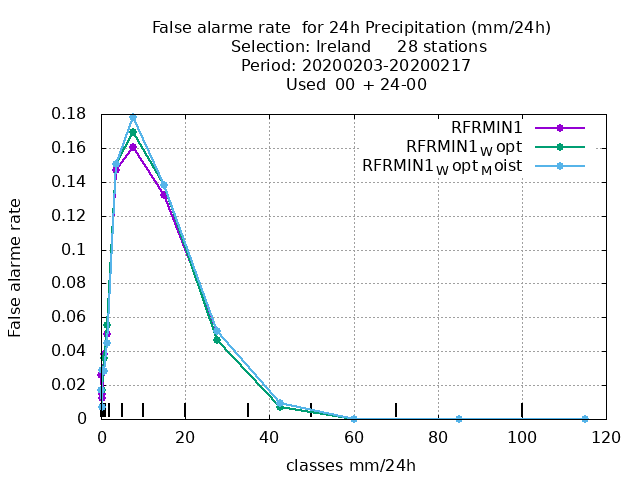 False alarme rate  for 24h Precipitation (mm/24h)
Selection: Ireland     28 stations
Period: 20200203-20200217
Used  00 + 24-00
RFRMIN1
RFRMIN1_W opt
RFRMIN1_W opt_M oist
False alarme rate
0.18
0.16
0.14
0.12
0.1
0.08
0.06
0.04
0.02
0
0 20 40 60 80 100 120
classes mm/24h